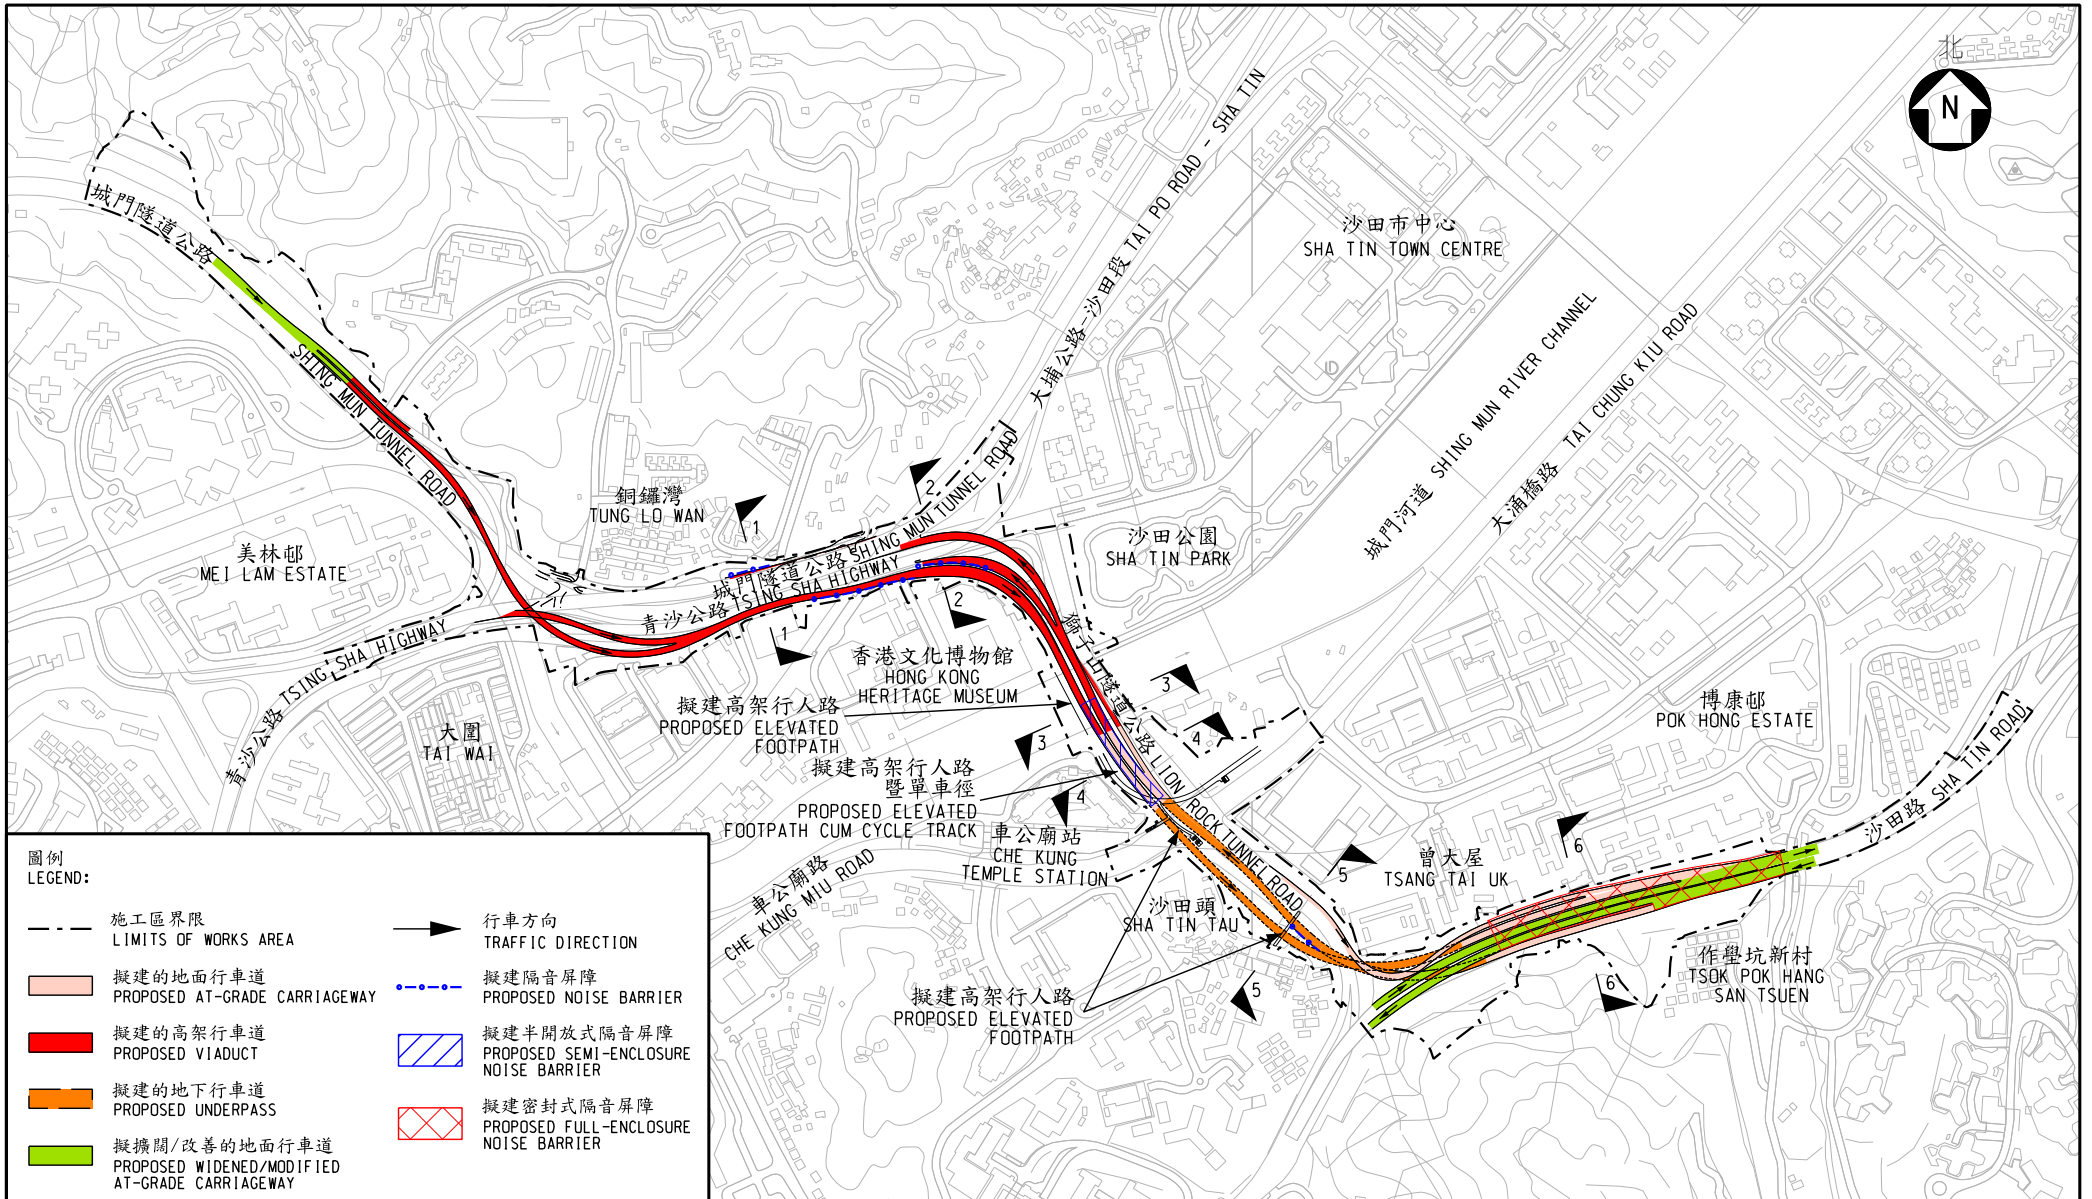 北
N
城門隧道公路
SHING MUN TUNNEL ROAD
大埔公路-沙田段 TAI PO ROAD - SHA TIN
沙田市中心
SHA TIN TOWN CENTRE
城門河道 SHING MUN RIVER CHANNEL
大涌橋路 TAI CHUNG KIU ROAD
銅鑼灣
TUNG LO WAN
美林邨
MEI LAM ESTATE
沙田公園
SHA TIN PARK
城門隧道公路 SHING MUN TUNNEL ROAD
青沙公路 TSING SHA HIGHWAY
青沙公路 TSING SHA HIGHWAY
1
2
1
2
大圍
TAI WAI
香港文化博物館
HONG KONG
HERITAGE MUSEUM
擬建高架行人路
PROPOSED ELEVATED
FOOTPATH
獅子山隧道公路 LION ROCK TUNNEL ROAD
3
4
3
4
擬建高架行人路
暨單車徑
PROPOSED ELEVATED
FOOTPATH CUM CYCLE TRACK
車公廟站
CHE KUNG
TEMPLE STATION
車公廟路
CHE KUNG MIU ROAD
博康邨
POK HONG ESTATE
沙田路 SHA TIN ROAD
曾大屋
TSANG TAI UK
沙田頭
SHA TIN TAU
5
6
5
6
作壆坑新村
TSOK POK HANG
SAN TSUEN
擬建高架行人路
PROPOSED ELEVATED
FOOTPATH
圖例
LEGEND:
施工區界限
LIMITS OF WORKS AREA
擬建的地面行車道
PROPOSED AT-GRADE CARRIAGEWAY
擬建的高架行車道
PROPOSED VIADUCT
擬建的地下行車道
PROPOSED UNDERPASS
擬擴闊/改善的地面行車道
PROPOSED WIDENED/MODIFIED
AT-GRADE CARRIAGEWAY
行車方向
TRAFFIC DIRECTION
擬建隔音屏障
PROPOSED NOISE BARRIER
擬建半開放式隔音屏障
PROPOSED SEMI-ENCLOSURE
NOISE BARRIER
擬建密封式隔音屏障
PROPOSED FULL-ENCLOSURE
NOISE BARRIER